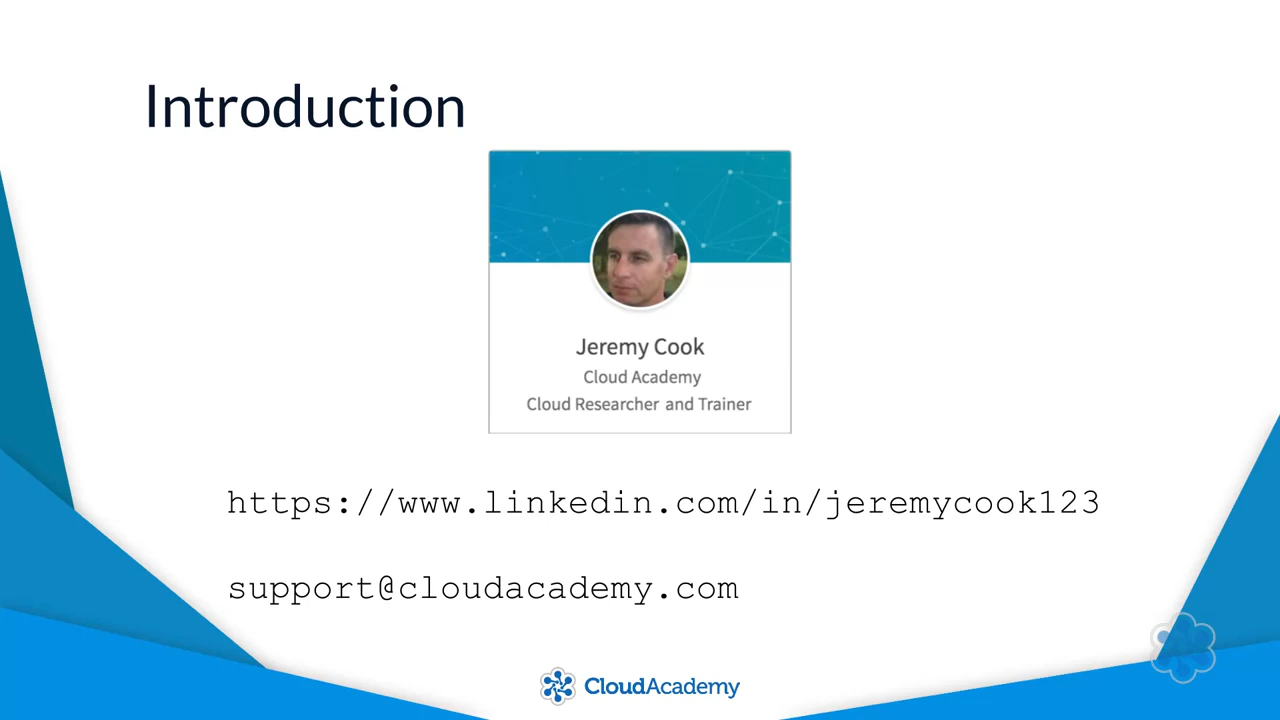 Introduction
Jeremy Cook
Cloud Academy
Cloud Researcher and Trainer
https://www.linkedin.com/in/jeremycook123
support@cloudacademy.com
CloudAcademy